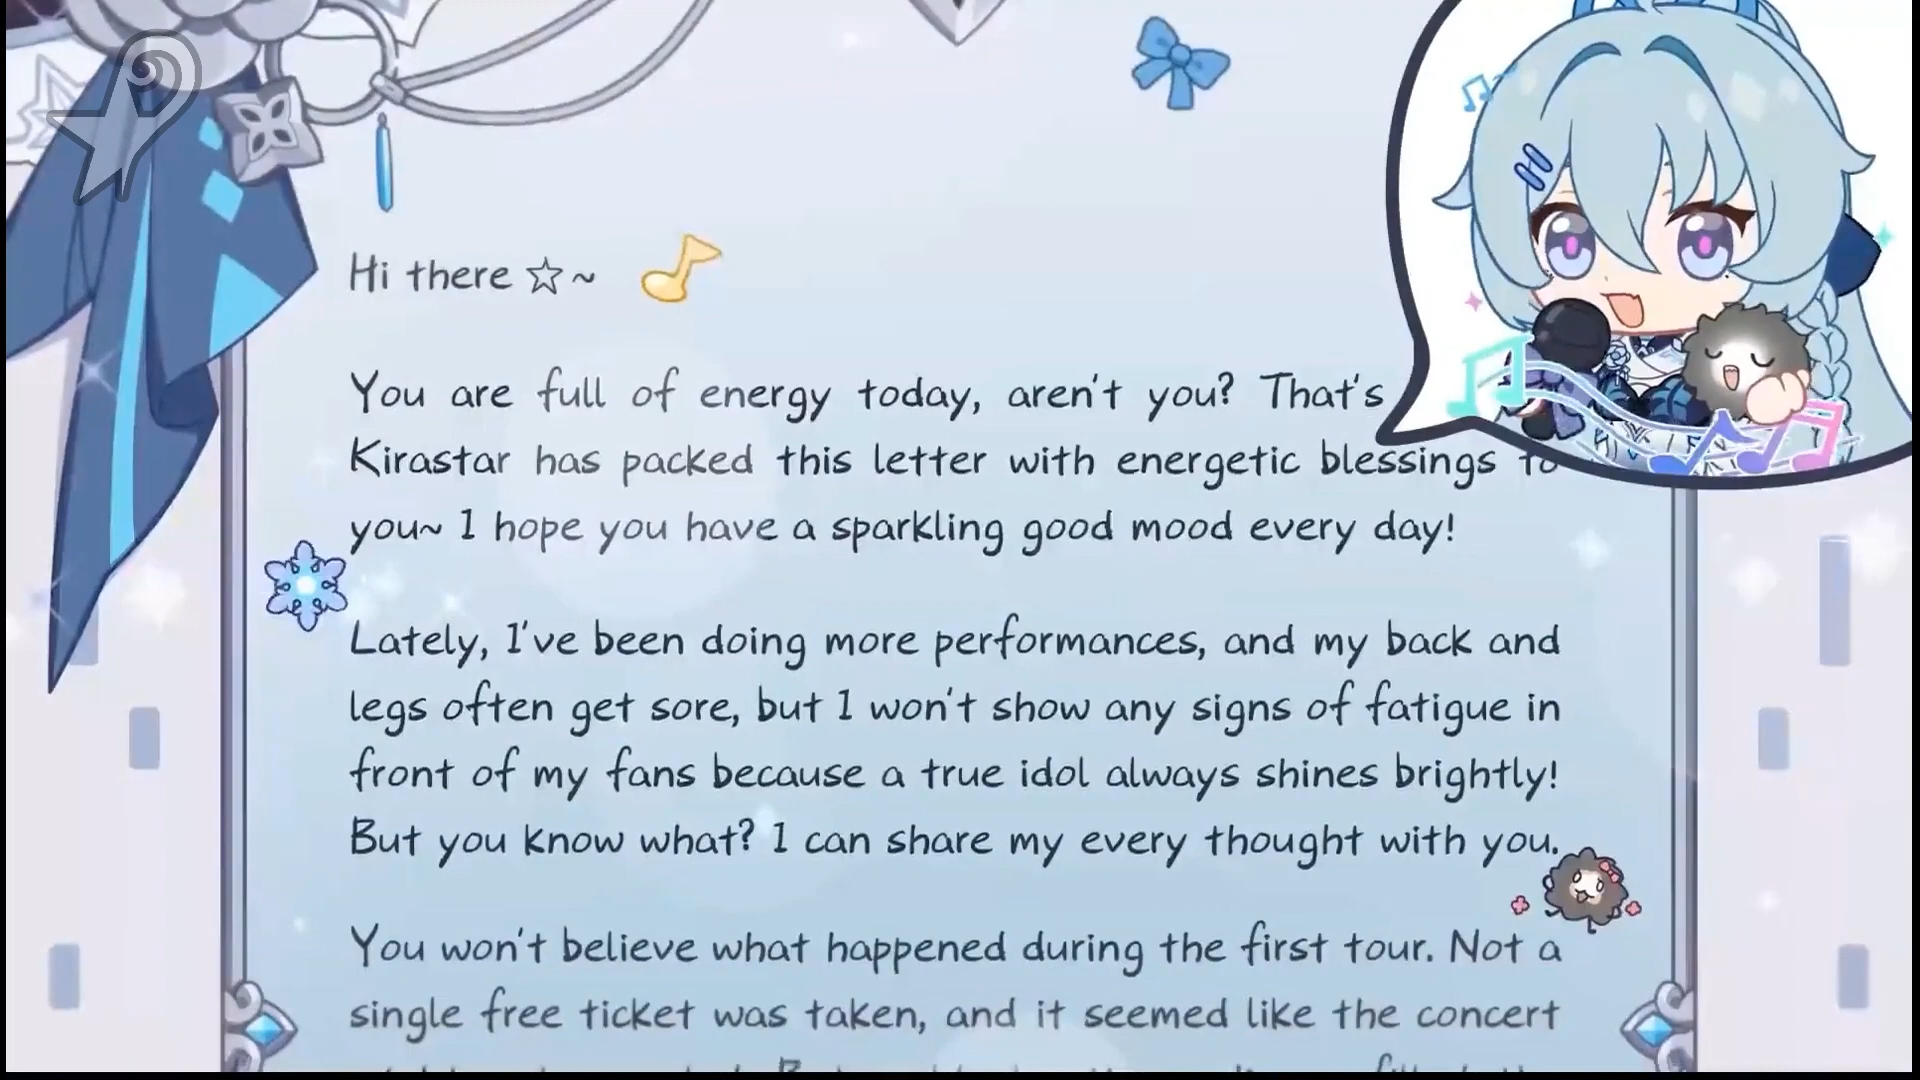 Hi there ☆~
You are full of energy today, aren't you? That's
Kirastar has packed this letter with energetic blessings to
you~ I hope you have a sparkling good mood every day!
Lately, I've been doing more performances, and my back and
legs often get sore, but I won't show any signs of fatigue in
front of my fans because a true idol always shines brightly!
But you know what? I can share my every thought with you.
You won't believe what happened during the first tour. Not a
single free ticket was taken, and it seemed like the concert